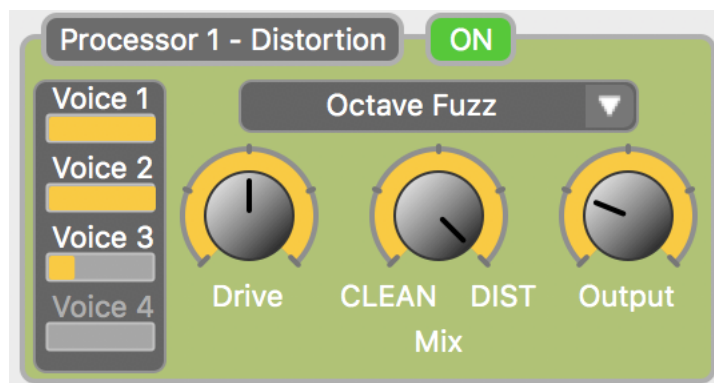 Processor 1 - Distortion
ON
Voice 1
Voice 2
Voice 3
Voice 4
Octave Fuzz
Drive
CLEAN
DIST
Mix
Output